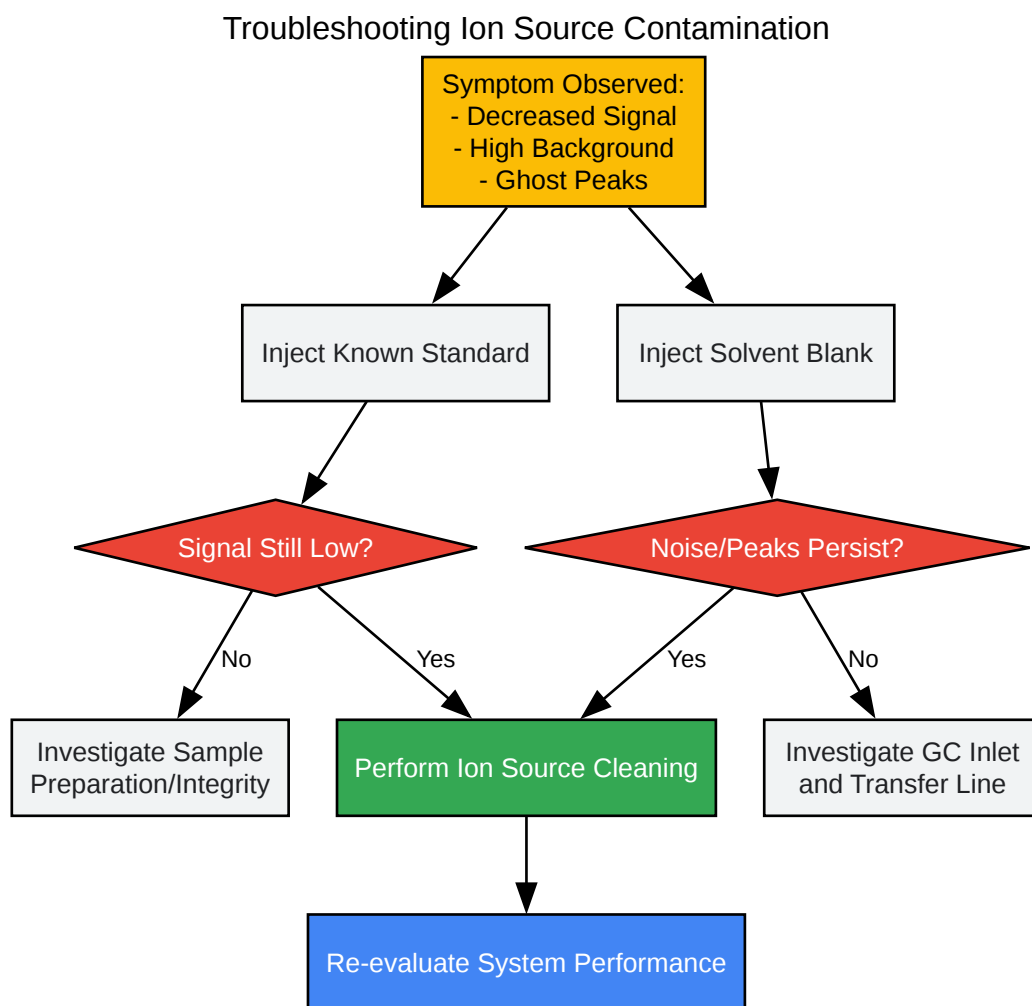 Troubleshooting Ion Source Contamination
Symptom Observed:
- Decreased Signal
- High Background
- Ghost Peaks
Inject Known Standard
Inject Solvent Blank
Signal Still Low?
Noise/Peaks Persist?
No
Yes
Yes
No
Investigate Sample
Preparation/Integrity
Perform Ion Source Cleaning
Investigate GC Inlet
and Transfer Line
Re-evaluate System Performance